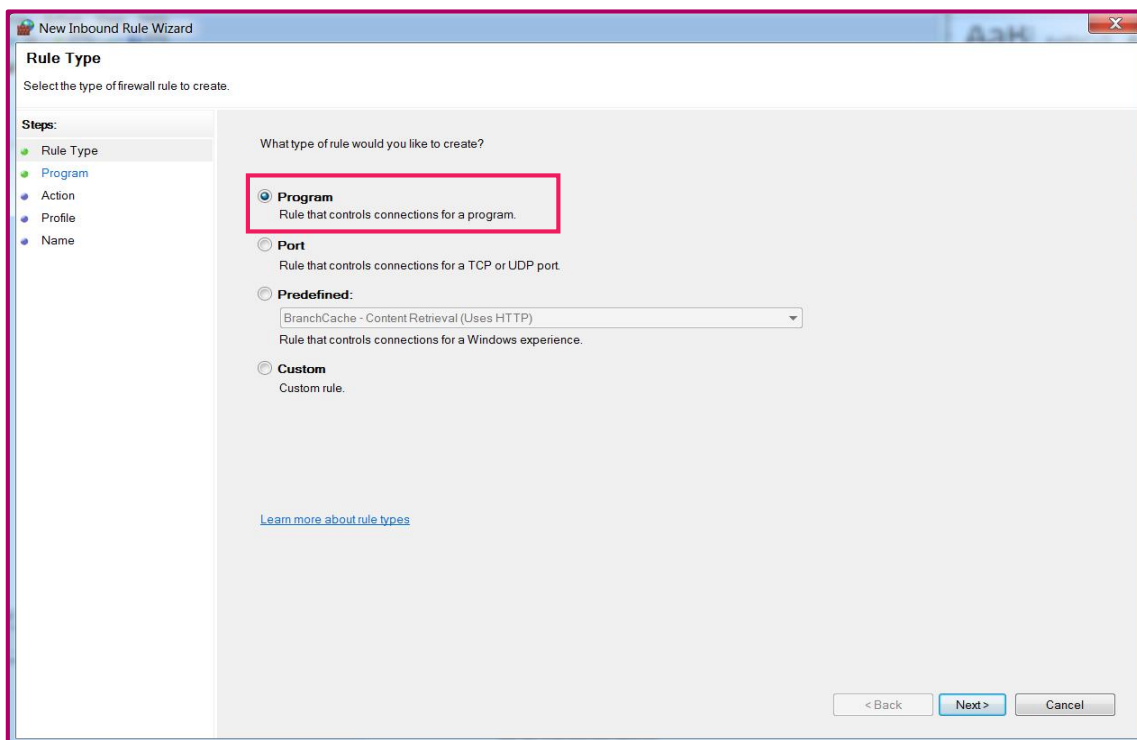 New Inbound Rule Wizard
Rule Type
Select the type of firewall rule to create.
Steps:
Rule Type
Program
Action
Profile
Name
What type of rule would you like to create?
Program
Rule that controls connections for a program.
Port
Rule that controls connections for a TCP or UDP port.
Predefined:
BranchCache - Content Retrieval (Uses HTTP)
Rule that controls connections for a Windows experience.
Custom
Custom rule.
Learn more about rule types
< Back
Next >
Cancel